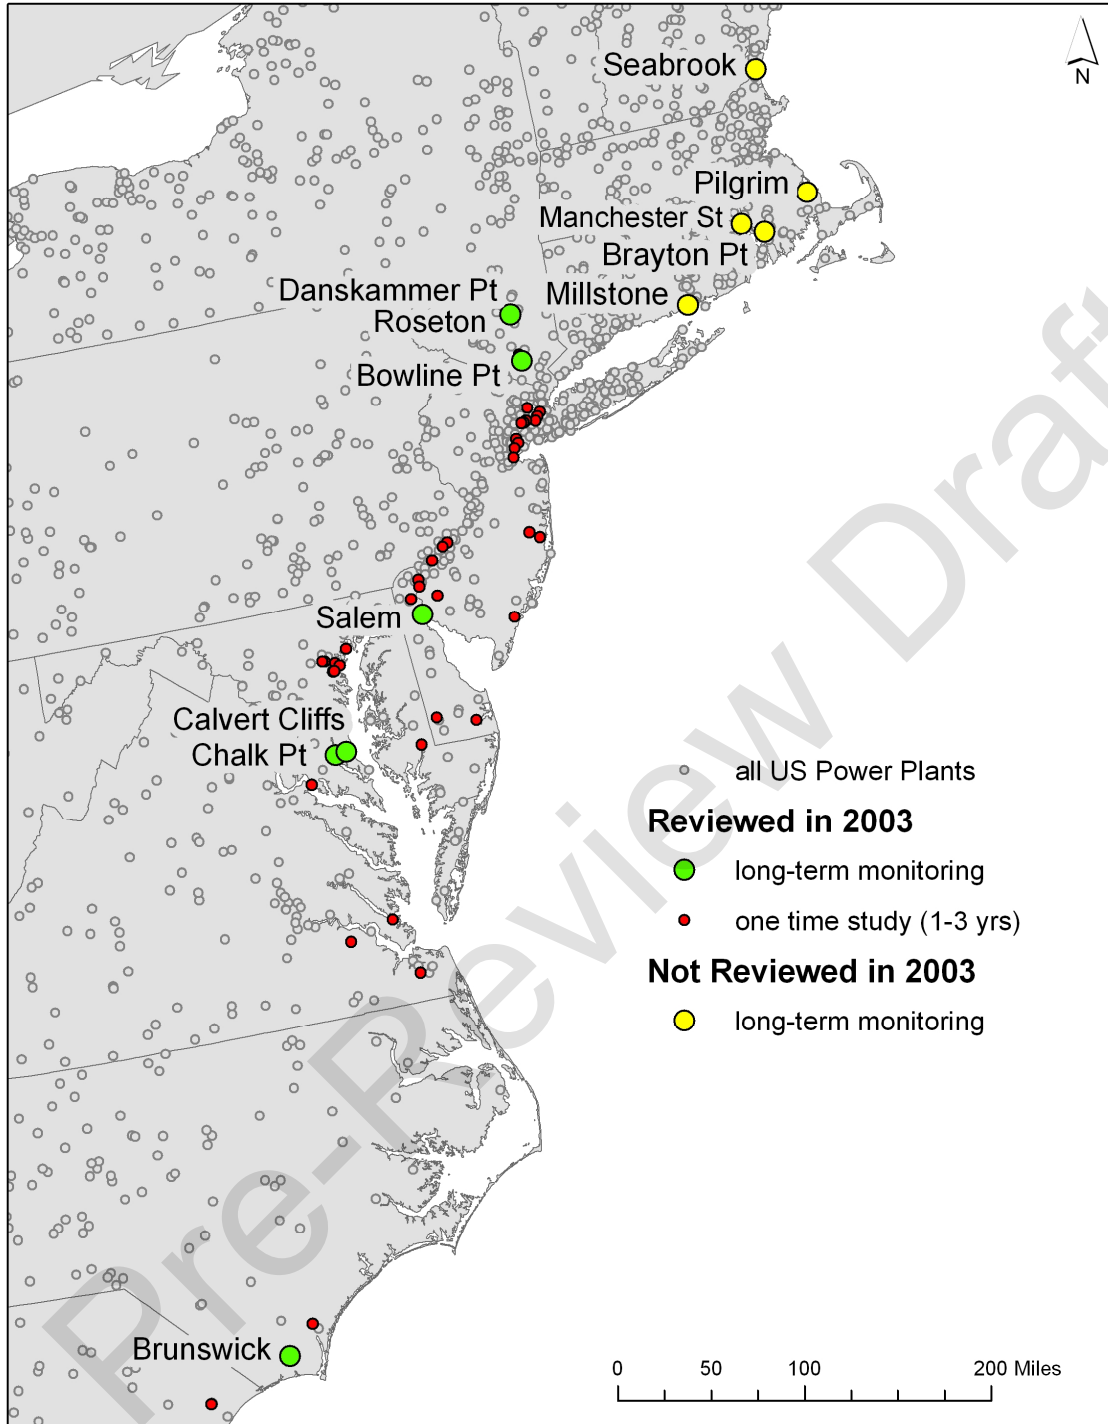 N
Seabrook
Pilgrim
Manchester St
Brayton Pt
Danskammer Pt
Millstone
Roseton
Bowline Pt
Salem
Calvert Cliffs
Chalk Pt
all US Power Plants
Reviewed in 2003
long-term monitoring
one time study (1-3 yrs)
Not Reviewed in 2003
long-term monitoring
Brunswick
0 50 100 200 Miles
Pre-Review Draft